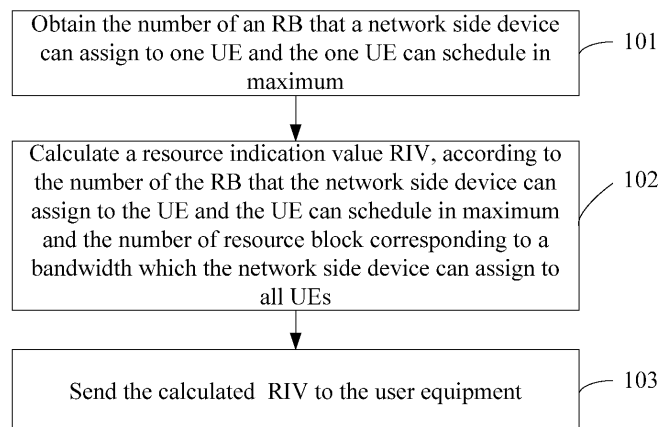 Obtain the number of an RB that a network side device
can assign to one UE and the one UE can schedule in
maximum
101
Calculate a resource indication value RIV, according to
the number of the RB that the network side device can
assign to the UE and the UE can schedule in maximum
and the number of resource block corresponding to a
bandwidth which the network side device can assign to
all UEs
102
Send the calculated RIV to the user equipment
103